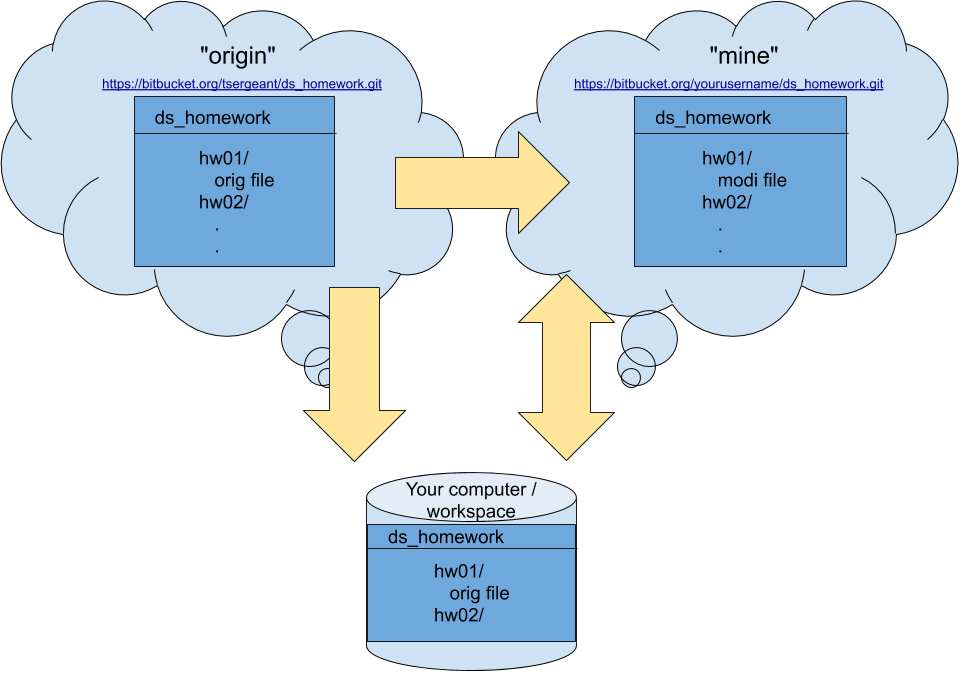 "origin"
https://bitbucket.org/tsergeant/ds_homework.git
ds_homework
hw01/
orig file
hw02/
.
.
"mine"
https://bitbucket.org/yourusername/ds_homework.git
ds_homework
hw01/
modi file
hw02/
.
.
Your computer /
workspace
ds_homework
hw01/
orig file
hw02/